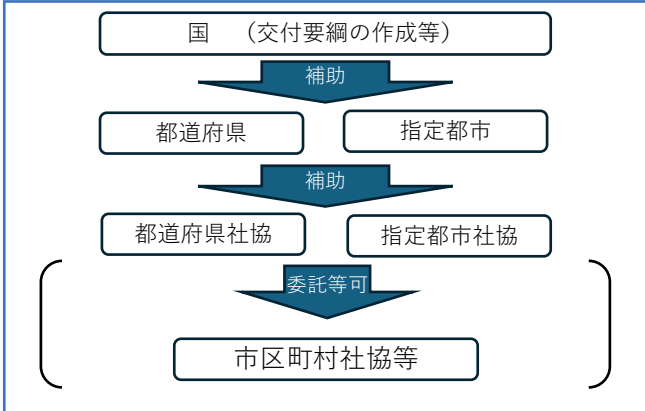 国　（交付要綱の作成等）
補助
都道府県
指定都市
補助
都道府県社協
指定都市社協
委託等可
市区町村社協等